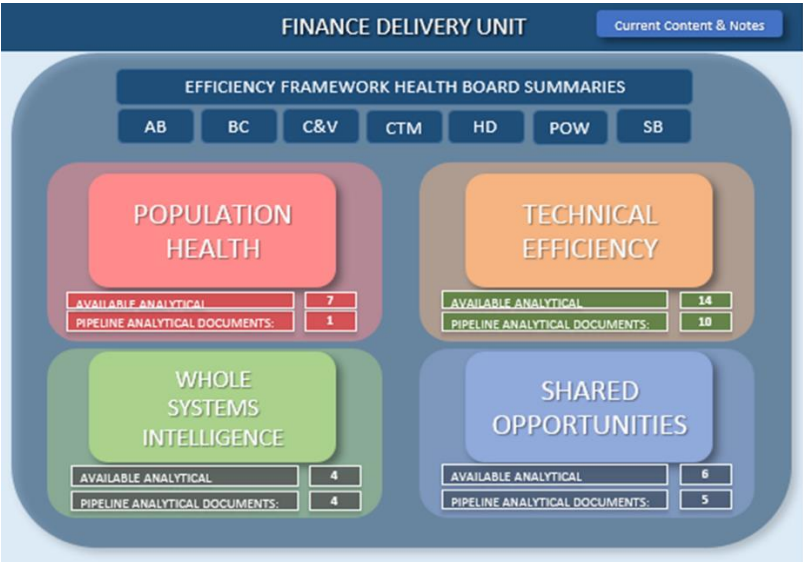 FINANCE DELIVERY UNIT
Current Content & Notes
EFFICIENCY FRAMEWORK HEALTH BOARD SUMMARIES
AB
BC
C&V
CTM
HD
POW
SB
POPULATION
HEALTH
AVAILABLE ANALYTICAL
7
PIPELINE ANALYTICAL DOCUMENTS:
1
TECHNICAL
EFFICIENCY
AVAILABLE ANALYTICAL
14
PIPELINE ANALYTICAL DOCUMENTS:
10
WHOLE
SYSTEMS
INTELLIGENCE
AVAILABLE ANALYTICAL
4
PIPELINE ANALYTICAL DOCUMENTS:
4
SHARED
OPPORTUNITIES
AVAILABLE ANALYTICAL
6
PIPELINE ANALYTICAL DOCUMENTS:
5